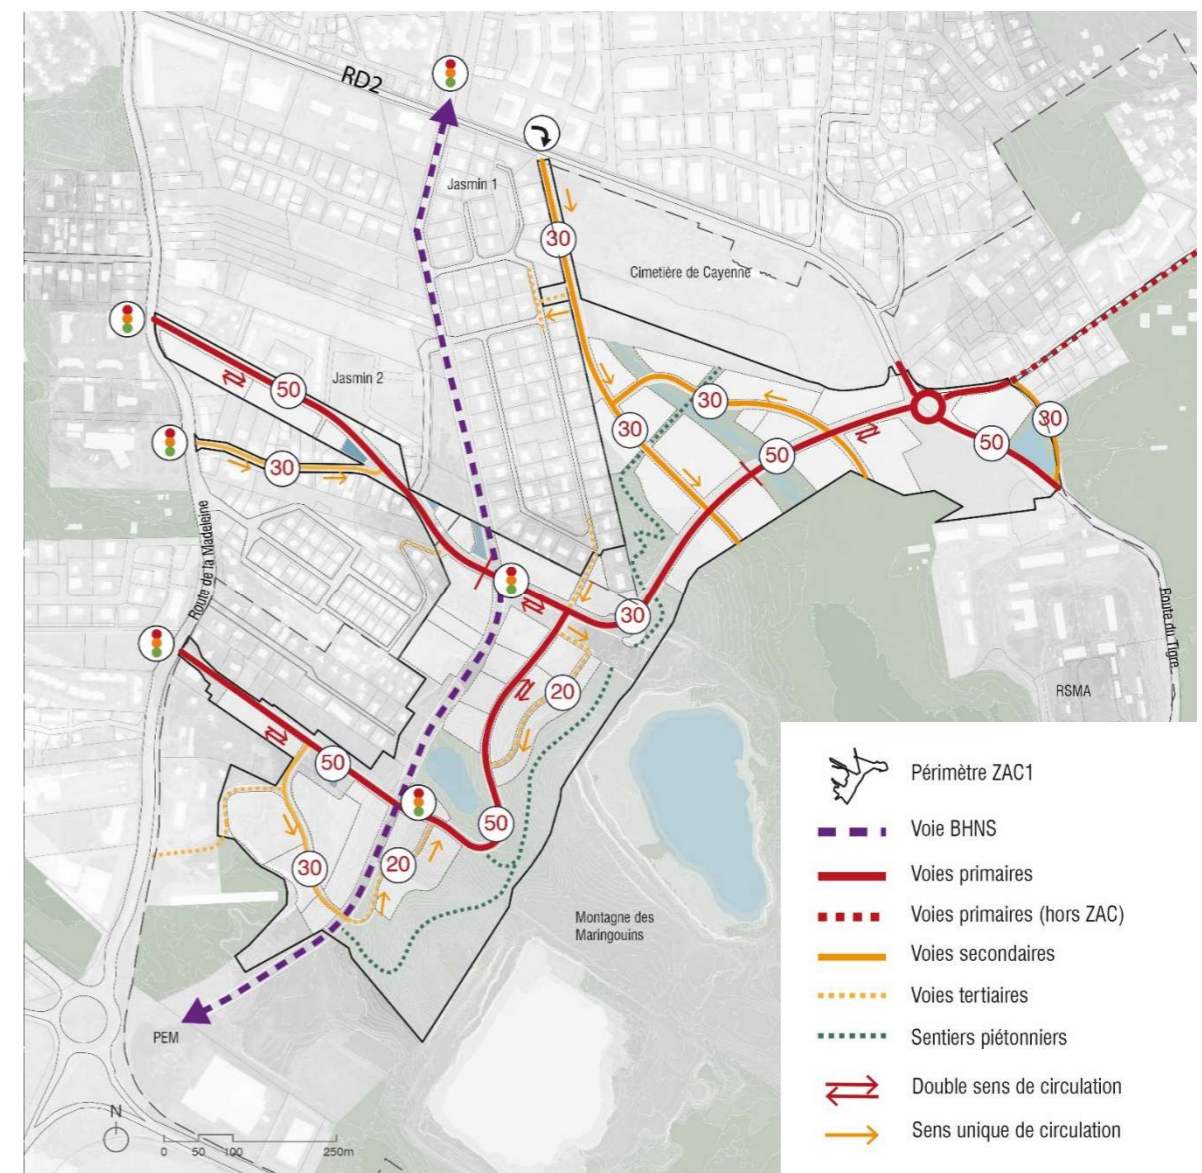 RD2
Jasmin 1
30
Cimetière de Cayenne
Jasmin 2
50
30
30
30
30
50
50
30
Route de la Madeleine
30
Route du Tigre
RSMA
20
50
50
30
20
Montagne des
Maringouins
PEM
N
0 50 100 250m
Périmètre ZAC1
Voie BHNS
Voies primaires
Voies primaires (hors ZAC)
Voies secondaires
Voies tertiaires
Sentiers piétonniers
Double sens de circulation
Sens unique de circulation